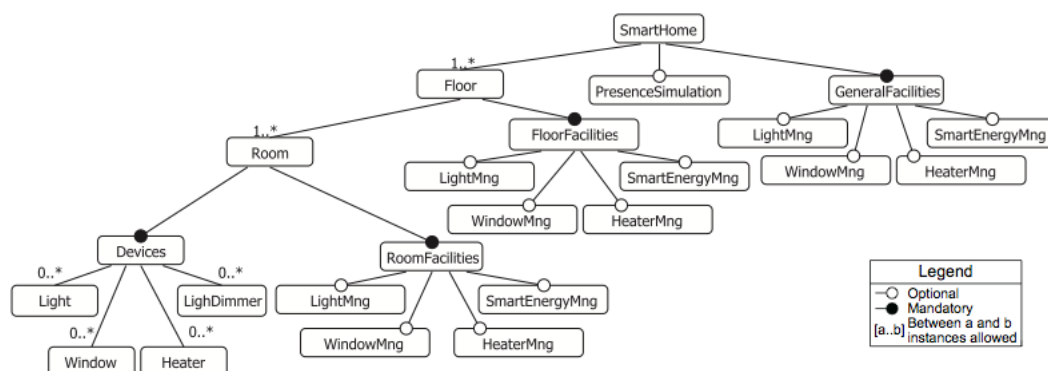 SmartHome
1..*
Floor
PresenceSimulation
GeneralFacilities
1..*
Room
FloorFacilities
LightMng
SmartEnergyMng
WindowMng
HeaterMng
LightMng
SmartEnergyMng
WindowMng
HeaterMng
Devices
RoomFacilities
0..*
0..*
Light
LighDimmer
LightMng
SmartEnergyMng
0..*
0..*
WindowMng
HeaterMng
Window
Heater
Legend
Optional
Mandatory
[a..b] Between a and b
instances allowed